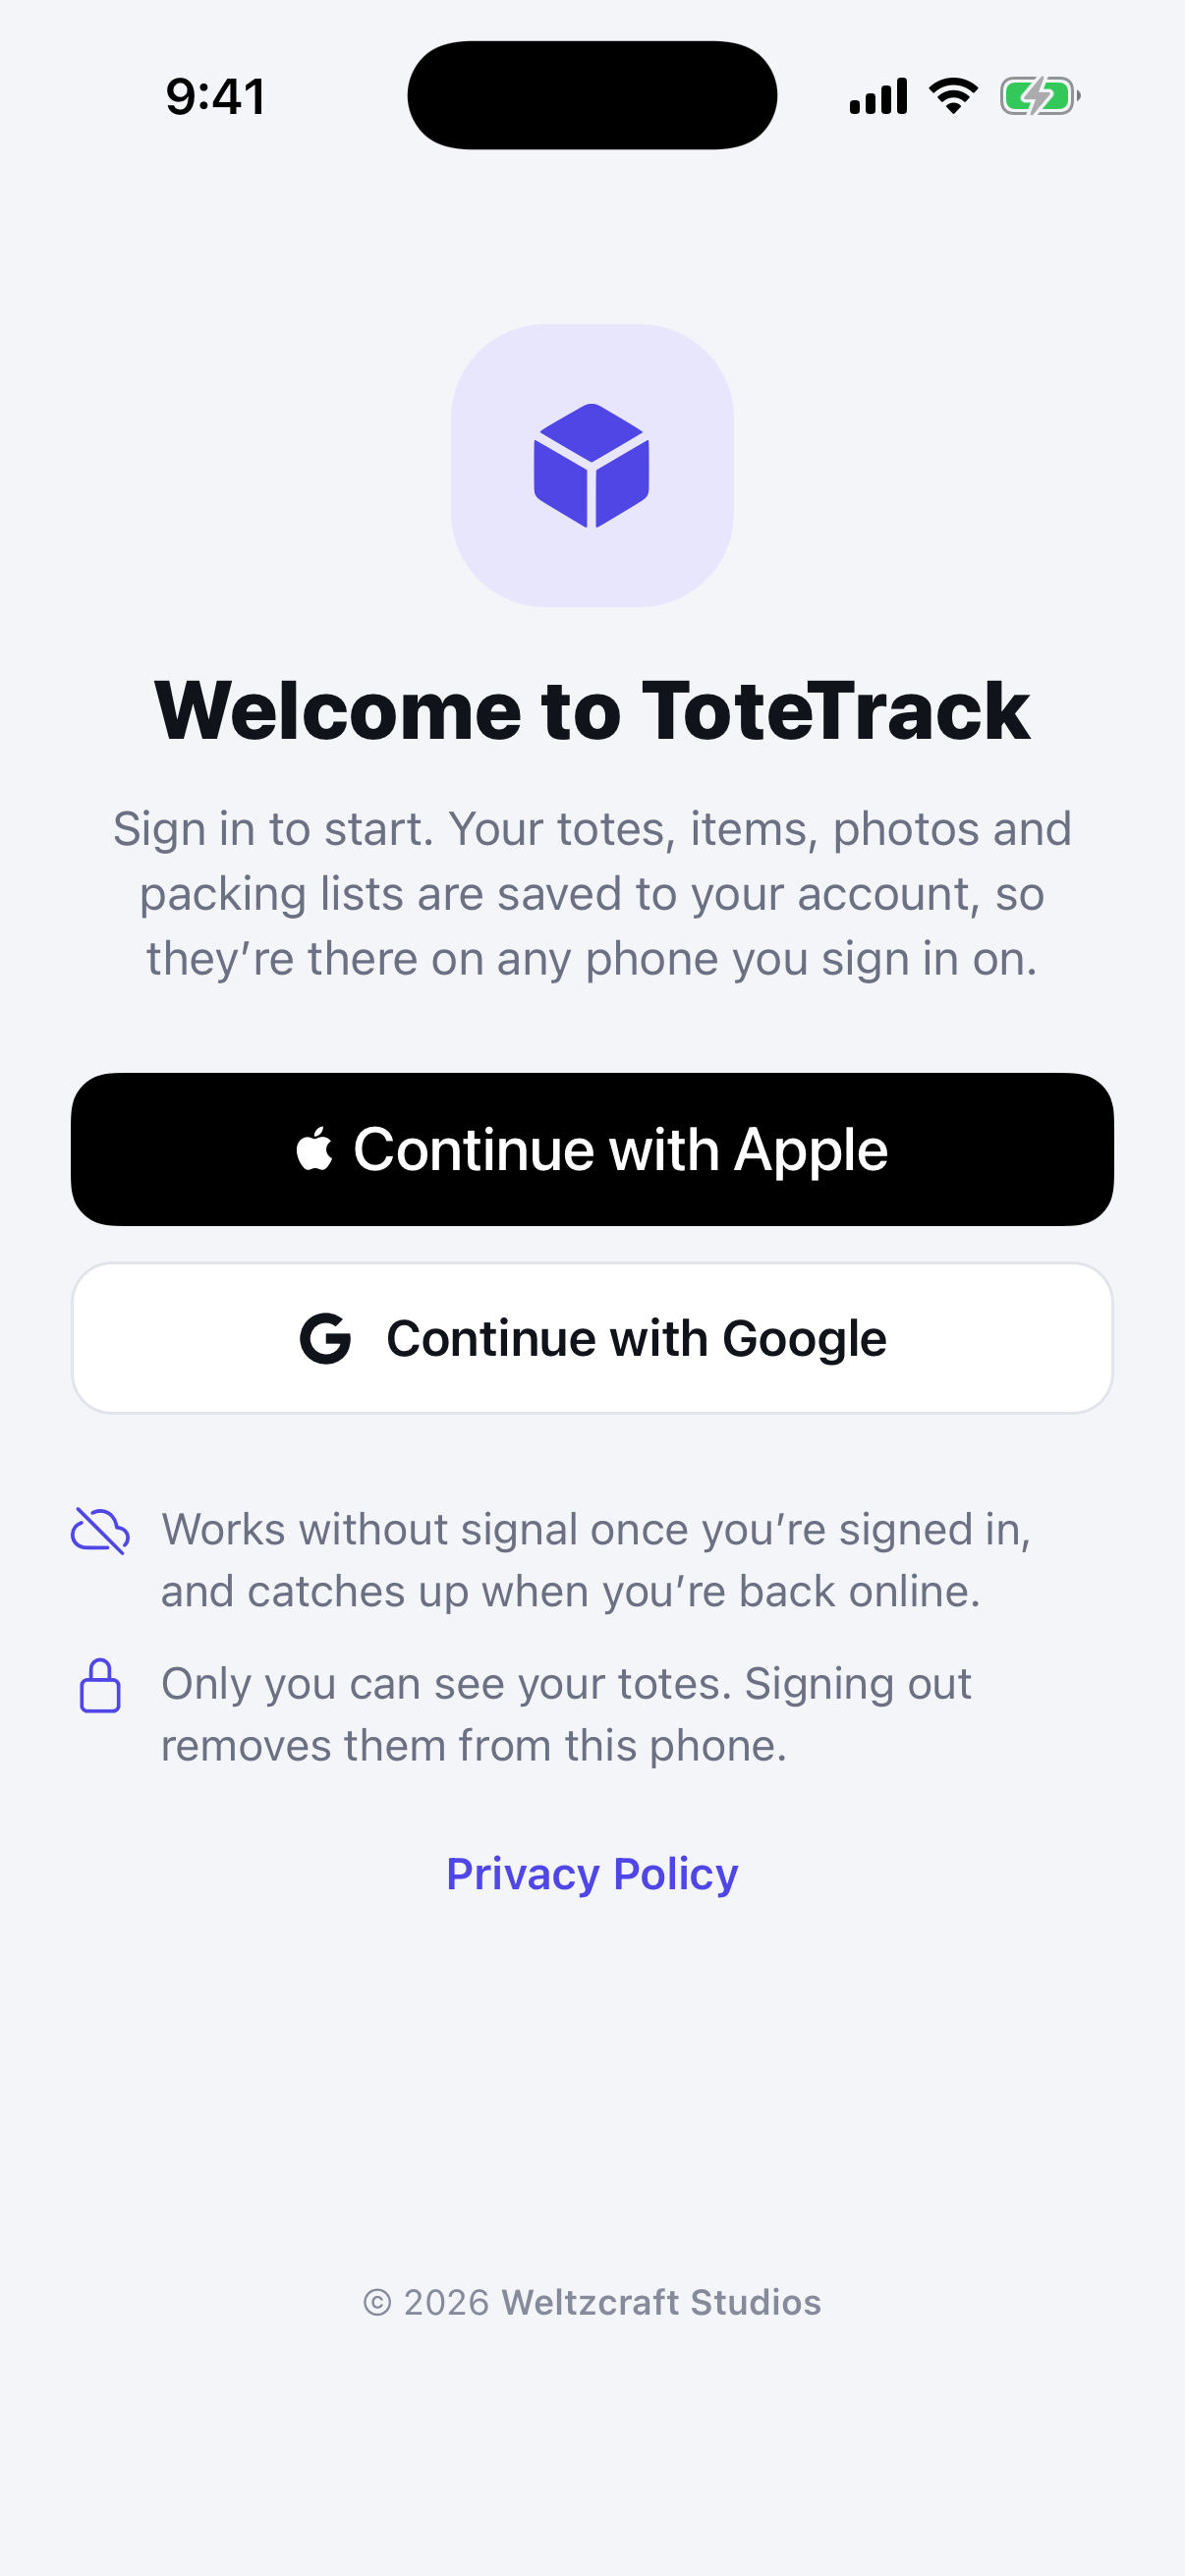 9:41
Welcome to ToteTrack
Sign in to start. Your totes, items, photos and
packing lists are saved to your account, so
they’re there on any phone you sign in on.
Continue with Apple
Continue with Google
Works without signal once you’re signed in,
and catches up when you’re back online.
Only you can see your totes. Signing out
removes them from this phone.
Privacy Policy
© 2026 Weltzcraft Studios